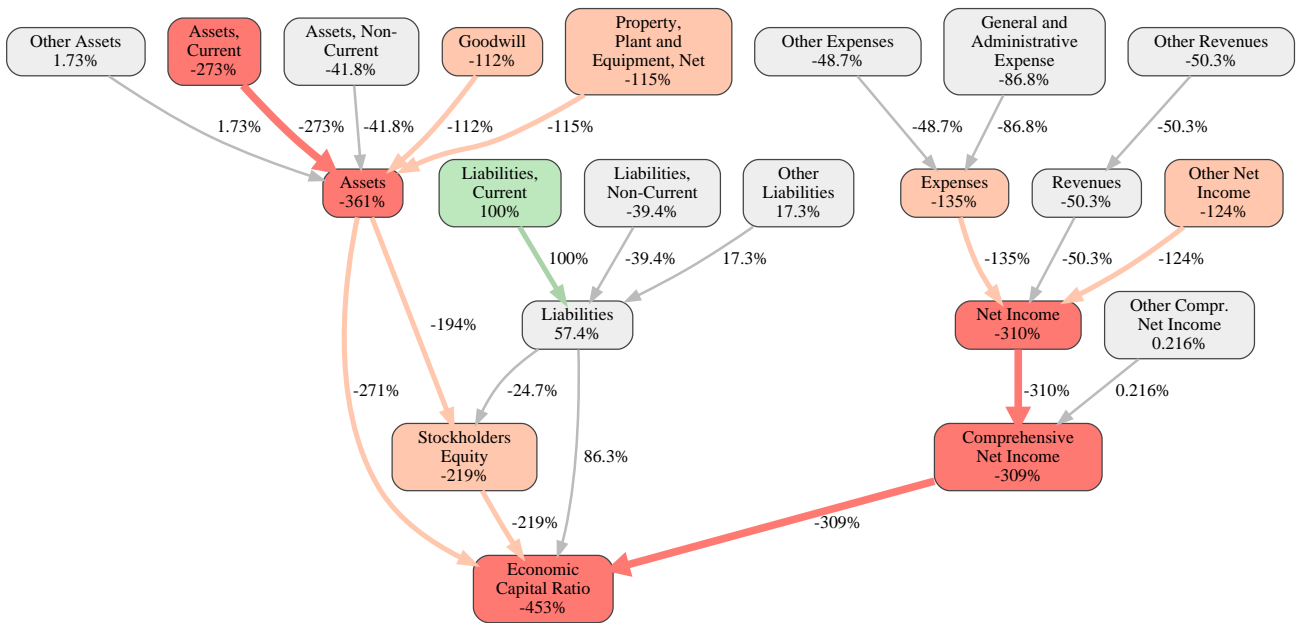 Other Assets
1.73%
Assets,
Current
-273%
Assets, Non-
Current
-41.8%
Goodwill
-112%
Property,
Plant and
Equipment, Net
-115%
Other Expenses
-48.7%
General and
Administrative
Expense
-86.8%
Other Revenues
-50.3%
1.73%
-273%
-41.8%
-112%
-115%
-48.7%
-86.8%
-50.3%
Assets
-361%
Liabilities,
Current
100%
Liabilities,
Non-Current
-39.4%
Other
Liabilities
17.3%
Expenses
-135%
Revenues
-50.3%
Other Net
Income
-124%
100%
-39.4%
17.3%
-135%
-50.3%
-124%
-194%
Liabilities
57.4%
Net Income
-310%
Other Compr.
Net Income
0.216%
-271%
-24.7%
-310%
0.216%
Stockholders
Equity
-219%
86.3%
Comprehensive
Net Income
-309%
-219%
-309%
Economic
Capital Ratio
-453%